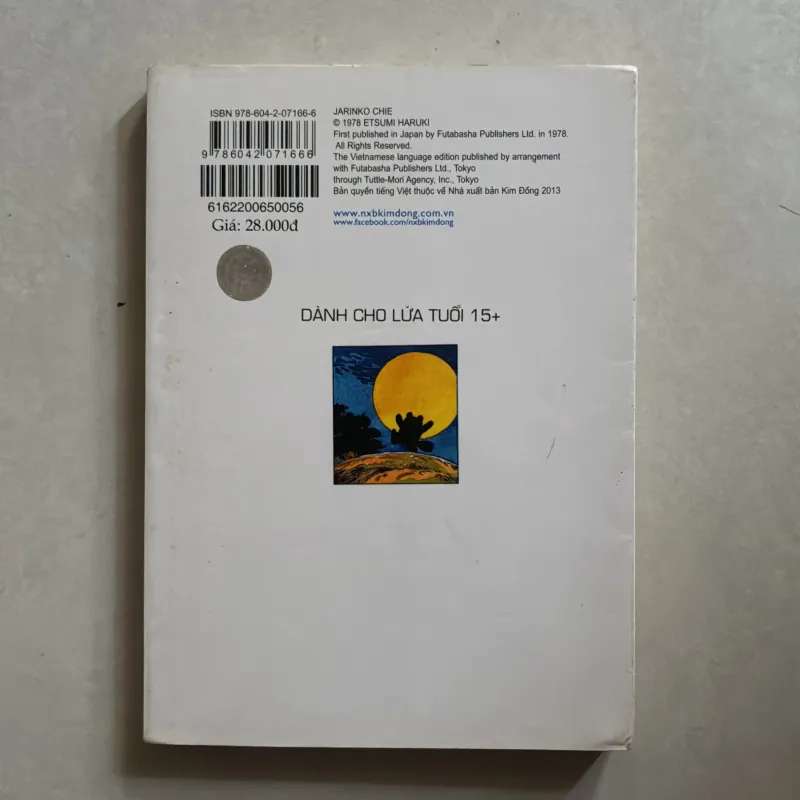 ISBN 978-604-2-07166-6
9 786042 071666
6162200650056
Giá: 28.000đ
JARINKO CHIE
© 1978 ETSUMI HARUKI
First published in Japan by Futabasha Publishers Ltd. in 1978.
All Rights Reserved.
The Vietnamese language edition published by arrangement
with Futabasha Publishers Ltd., Tokyo
through Tuttle-Mori Agency, Inc., Tokyo
Bản quyền tiếng Việt thuộc về Nhà xuất bản Kim Đồng 2013
www.nxbkimdong.com.vn
www.facebook.com/nxbkimdong
DÀNH CHO LỨA TUỔI 15+